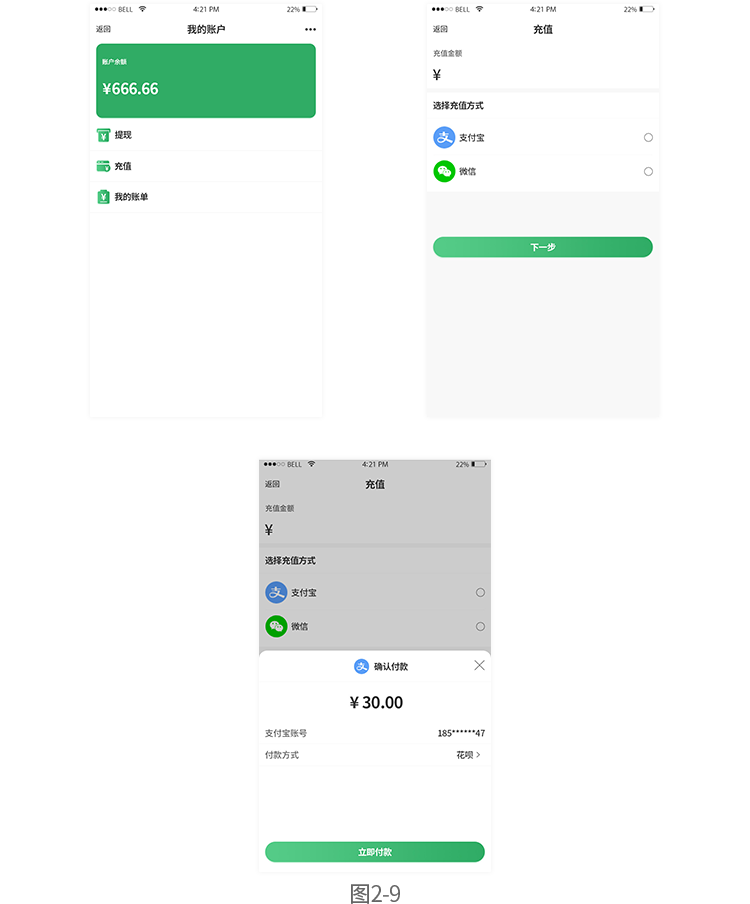 ●●●○○ BELL 4:21 PM 22%
返回 我的账户 •••
账户余额
¥666.66
提现
充值
我的账单
●●●○○ BELL 4:21 PM 22%
返回 充值
充值金额
¥
选择充值方式
支付宝
微信
下一步
●●●○○ BELL 4:21 PM 22%
返回 充值
充值金额
¥
选择充值方式
支付宝
微信
确认付款
¥ 30.00
支付宝账号 185******47
付款方式 花呗 >
立即付款
图2-9